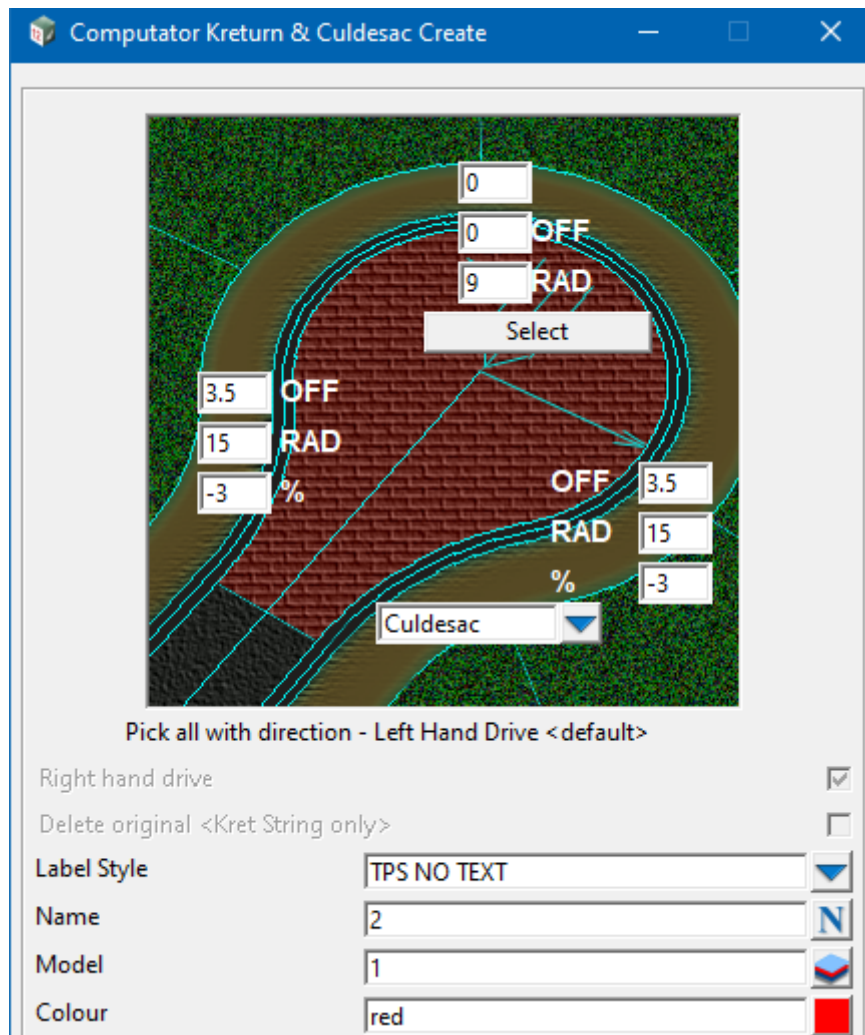 Computator Kreturn & Culdesac Create
0
0 OFF
9 RAD
Select
3.5 OFF
15 RAD
-3 %
OFF 3.5
RAD 15
% -3
Culdesac
Pick all with direction - Left Hand Drive <default>
Right hand drive
Delete original <Kret String only>
Label Style TPS NO TEXT
Name 2 N
Model 1
Colour red